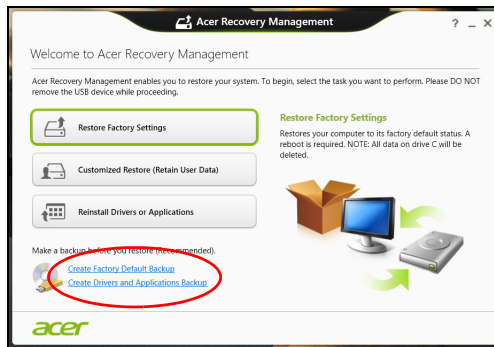 Acer Recovery Management
? _ X
Welcome to Acer Recovery Management
Acer Recovery Management enables you to restore your system. To begin, select the task you want to perform. Please DO NOT
remove the USB device while proceeding.
Restore Factory Settings
Customized Restore (Retain User Data)
Reinstall Drivers or Applications
Restore Factory Settings
Restores your computer to its factory default status. A
reboot is required. NOTE: All data on drive C will be
deleted.
Make a backup before you restore (Recommended).
Create Factory Default Backup
Create Drivers and Applications Backup
acer